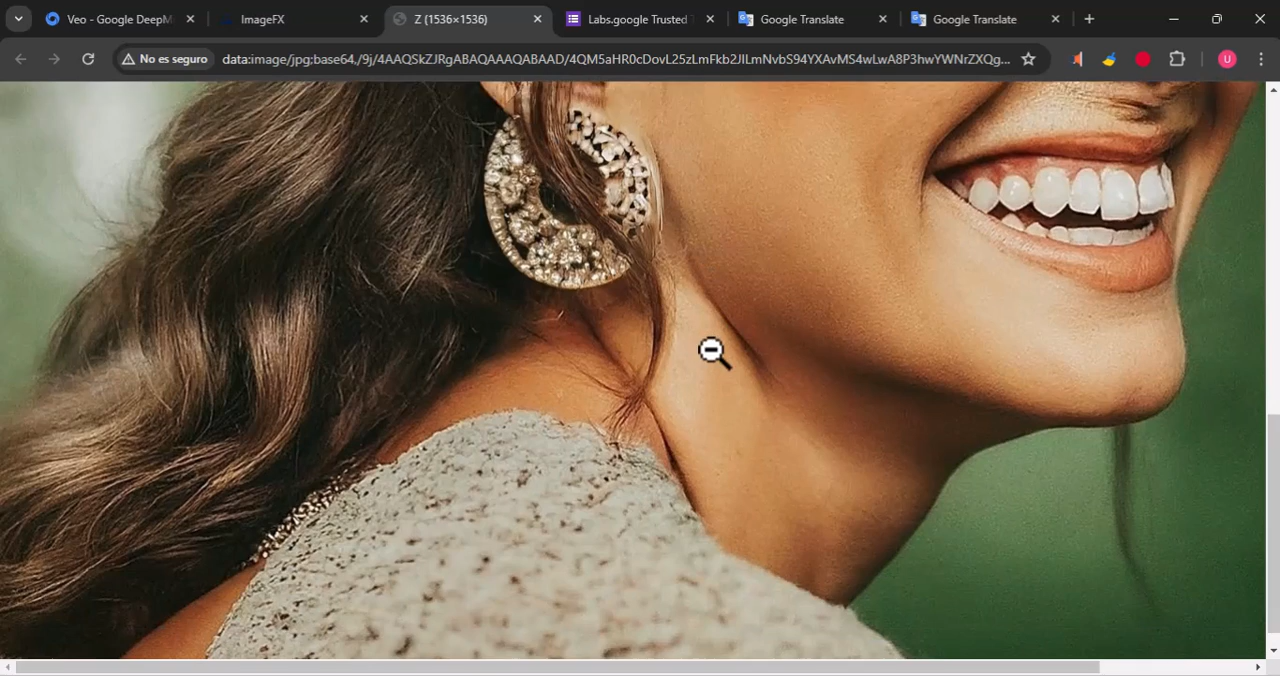 Veo - Google DeepM
ImageFX
Z (1536×1536)
Labs.google Trusted T
Google Translate
Google Translate
No es seguro
data:image/jpg;base64,/9j/4AAQSkZJRgABAQAAAQABAAD/4QM5aHR0cDovL25zLmFkb2JlLmNvbS94YXAvMS4wLwA8P3hwYWNrZXQg...
U